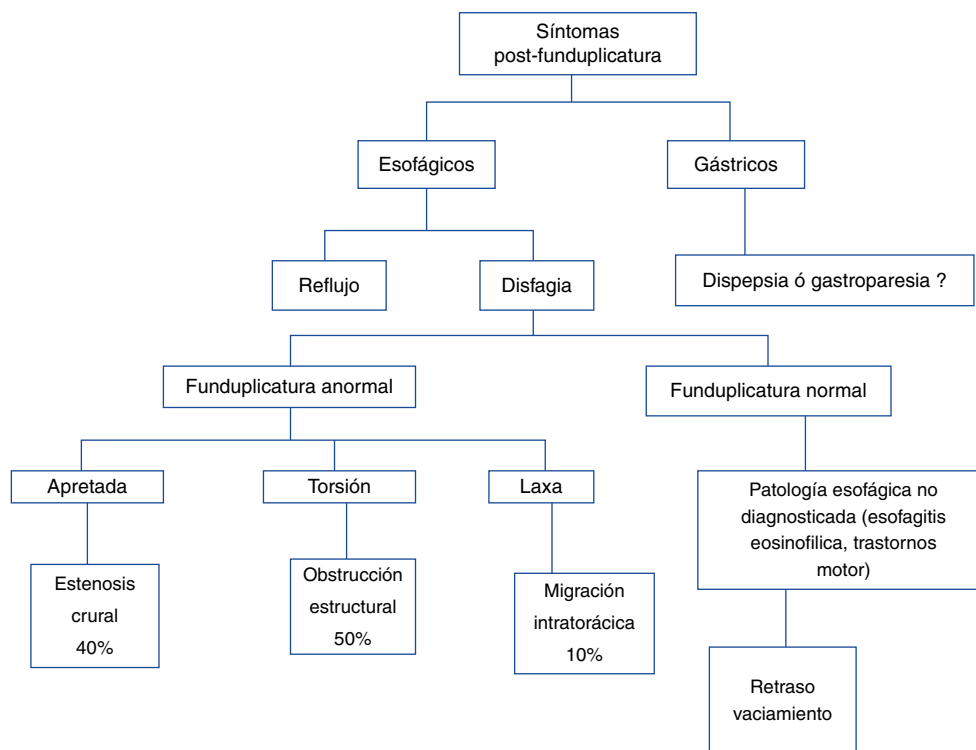 Síntomas
post-funduplicatura
Esofágicos
Gástricos
Reflujo
Disfagia
Dispepsia ó gastroparesia ?
Funduplicatura anormal
Funduplicatura normal
Apretada
Torsión
Laxa
Patología esofágica no
diagnosticada (esofagitis
eosinofilica, trastornos
motor)
Estenosis
crural
40%
Obstrucción
estructural
50%
Migración
intratorácica
10%
Retraso
vaciamiento